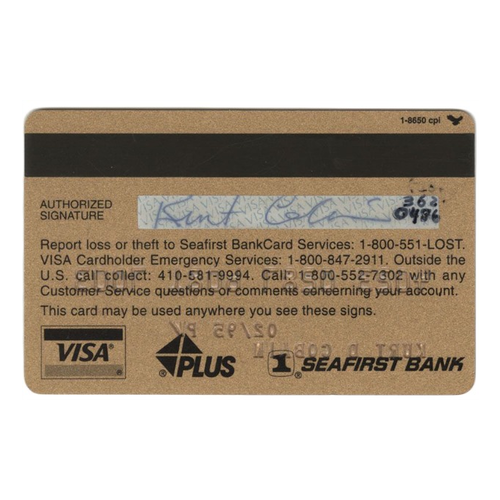 1-8650 cpi
AUTHORIZED
SIGNATURE
Kurt Cobain
362
0486
Report loss or theft to Seafirst BankCard Services: 1-800-551-LOST.
VISA Cardholder Emergency Services: 1-800-847-2911. Outside the
U.S. call collect: 410-581-9994. Call 1-800-552-7302 with any
Customer Service questions or comments concerning your account.
This card may be used anywhere you see these signs.
02/95 PV
KURT D COBAIN
VISA PLUS 1 SEAFIRST BANK